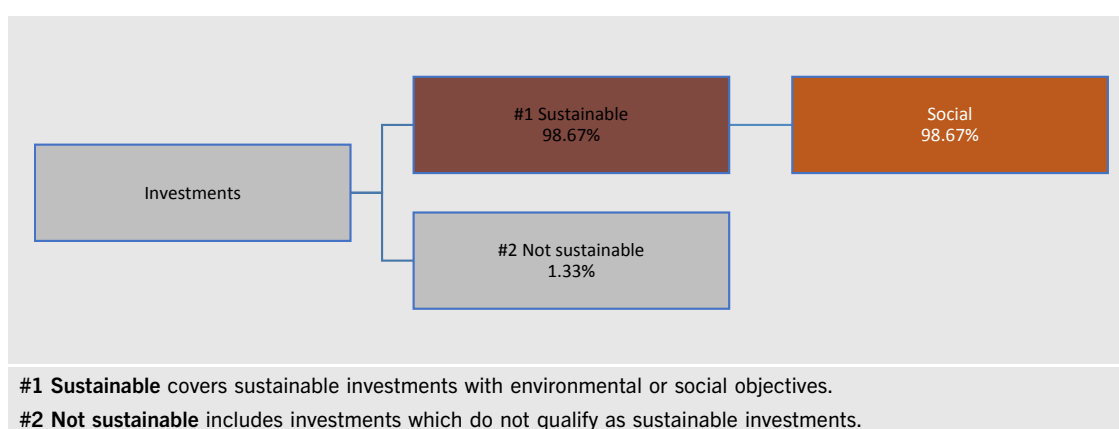 #1 Sustainable
98.67%
Social
98.67%
Investments
#2 Not sustainable
1.33%
#1 Sustainable covers sustainable investments with environmental or social objectives.
#2 Not sustainable includes investments which do not qualify as sustainable investments.